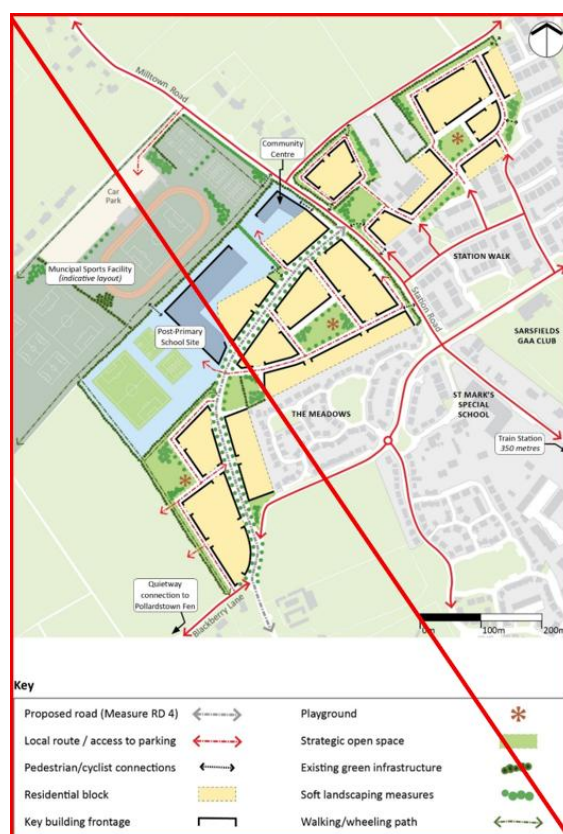 Milltown Road
Community
Centre
Car
Park
Muncipal Sports Facility
(indicative layout)
STATION WALK
Station Road
SARSFIELDS
GAA CLUB
Post-Primary
School Site
THE MEADOWS
ST MARK'S
SPECIAL
SCHOOL
Train Station
350 metres
Quietway
connection to
Pollardstown Fen
Blackberry Lane
0m 100m 200m
Key
Proposed road (Measure RD 4)
Playground
Local route / access to parking
Strategic open space
Pedestrian/cyclist connections
Existing green infrastructure
Residential block
Soft landscaping measures
Key building frontage
Walking/wheeling path